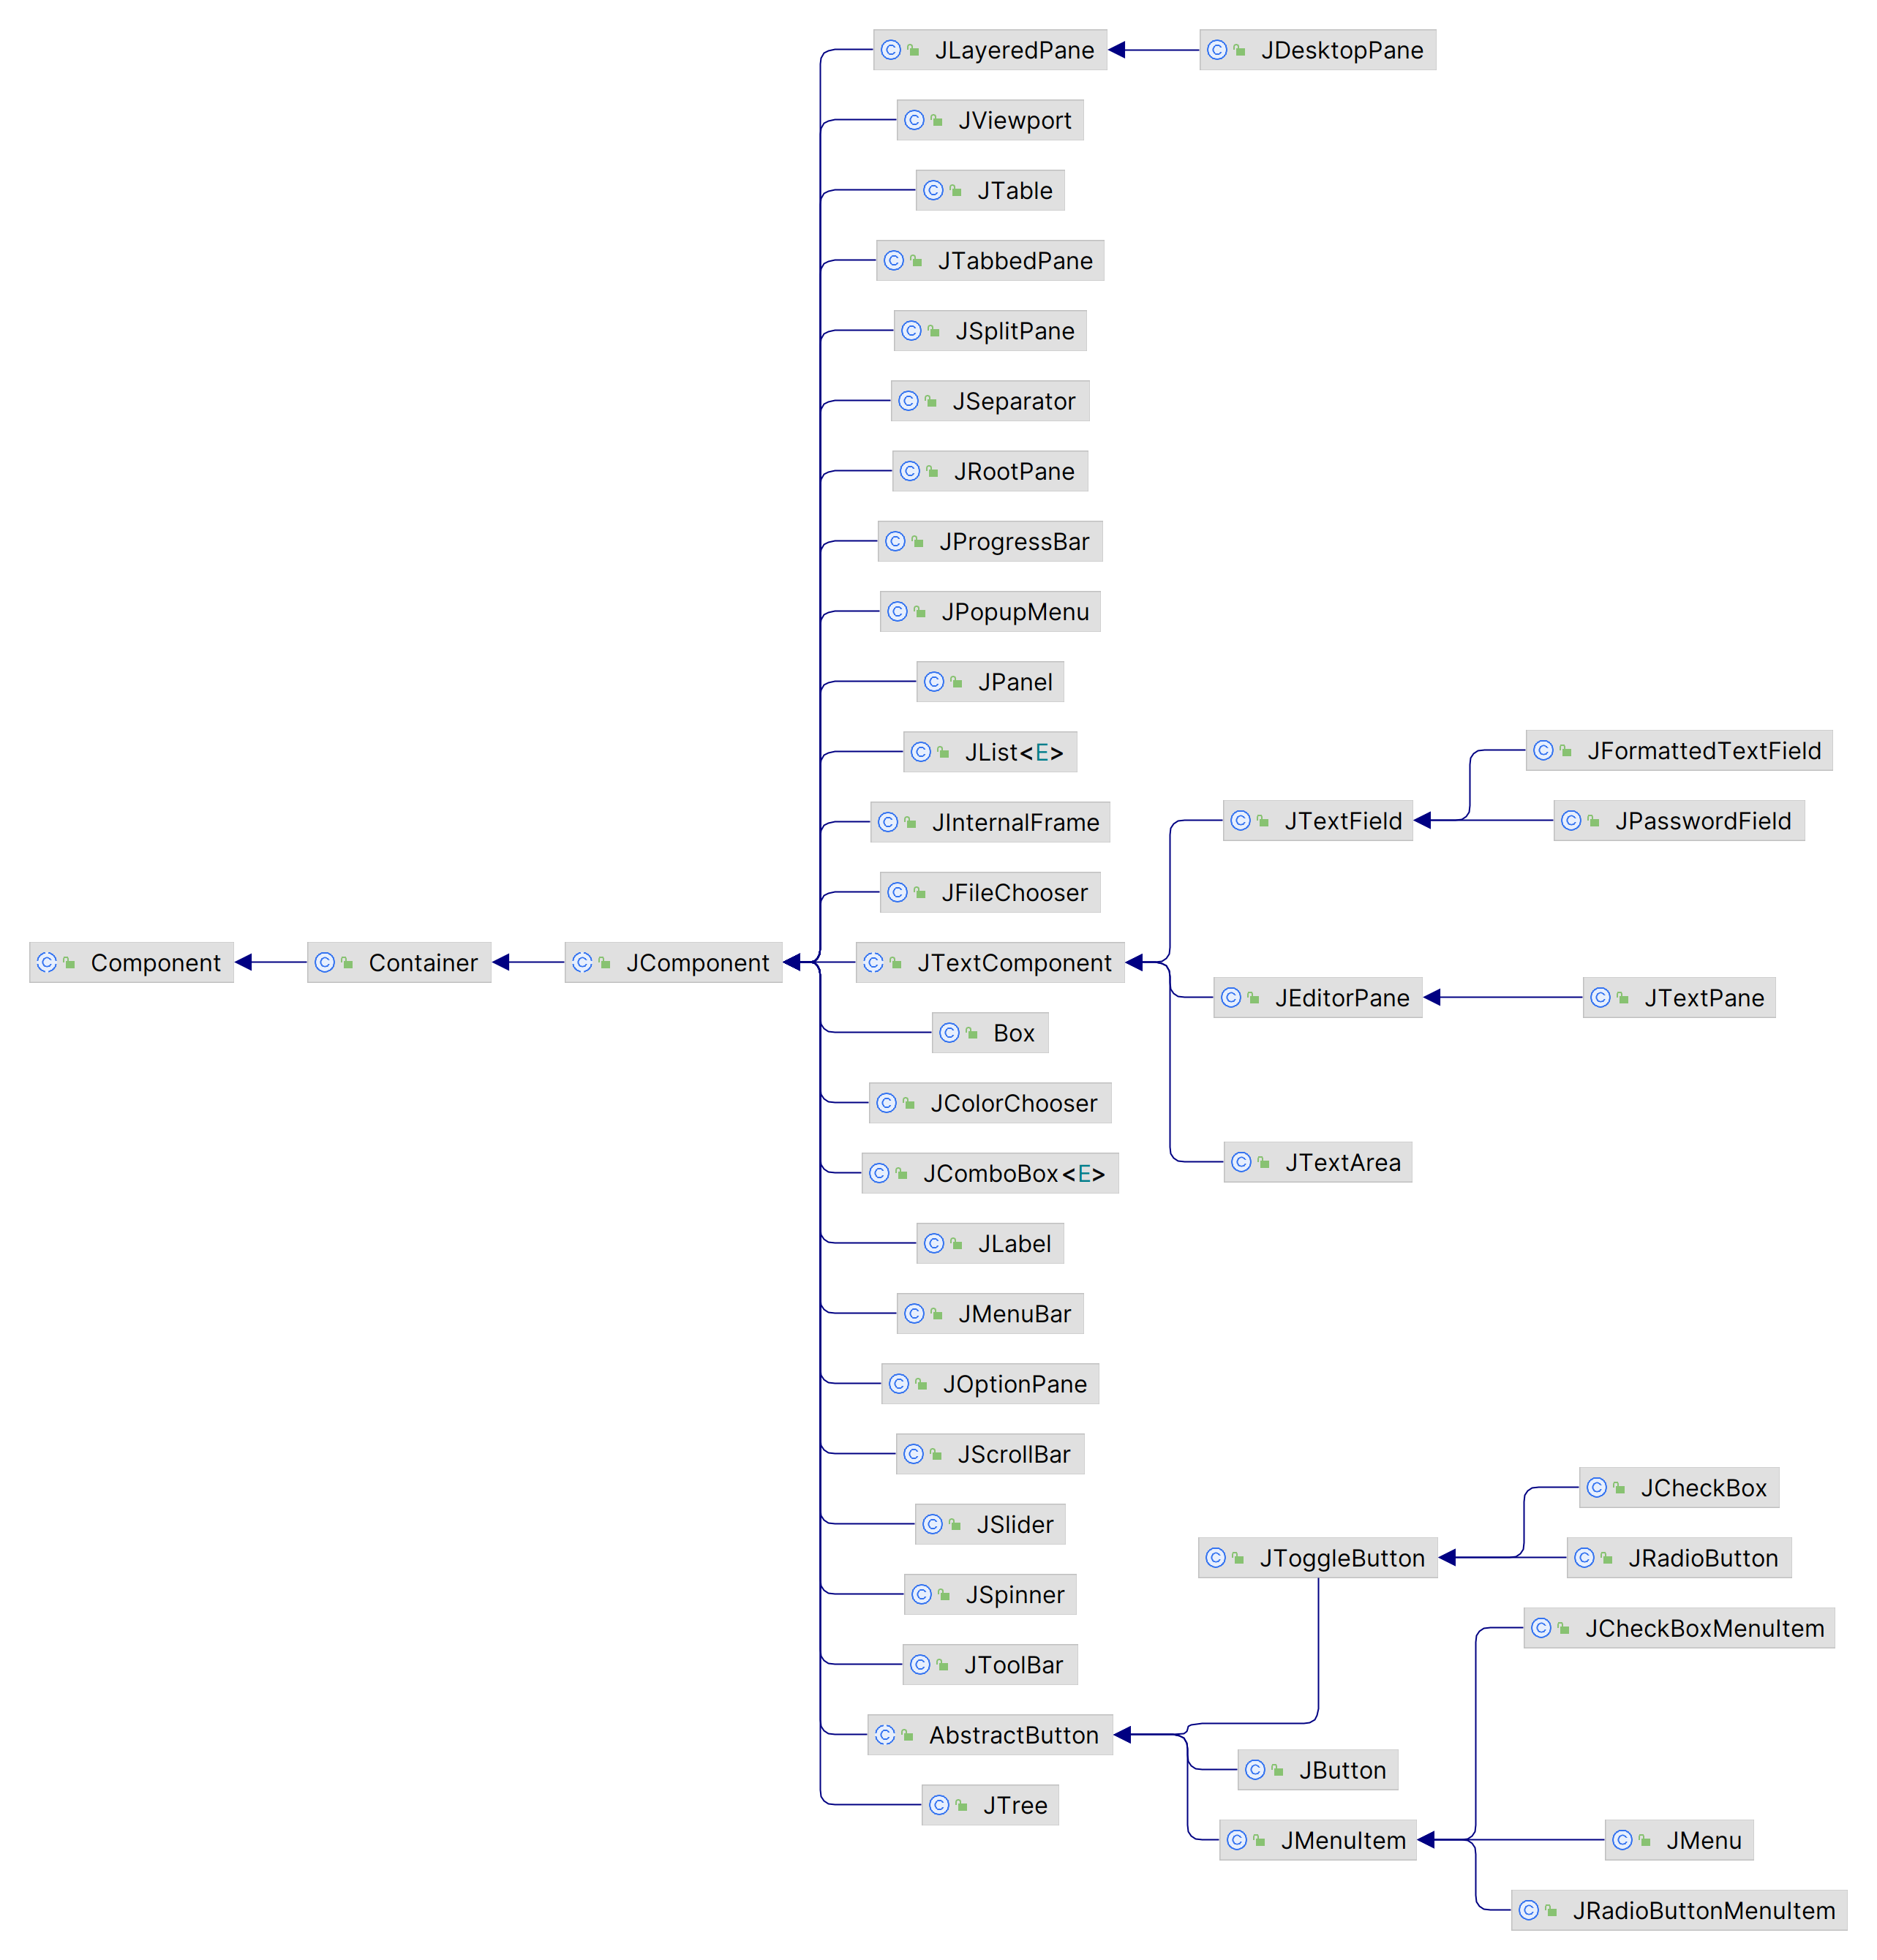 JLayeredPane
JDesktopPane
JViewport
JTable
JTabbedPane
JSplitPane
JSeparator
JRootPane
JProgressBar
JPopupMenu
JPanel
JList<E>
JFormattedTextField
JInternalFrame
JTextField
JPasswordField
JFileChooser
Component
Container
JComponent
JTextComponent
JEditorPane
JTextPane
Box
JColorChooser
JTextArea
JComboBox<E>
JLabel
JMenuBar
JOptionPane
JScrollBar
JCheckBox
JSlider
JToggleButton
JRadioButton
JSpinner
JCheckBoxMenuItem
JToolBar
AbstractButton
JButton
JTree
JMenuItem
JMenu
JRadioButtonMenuItem